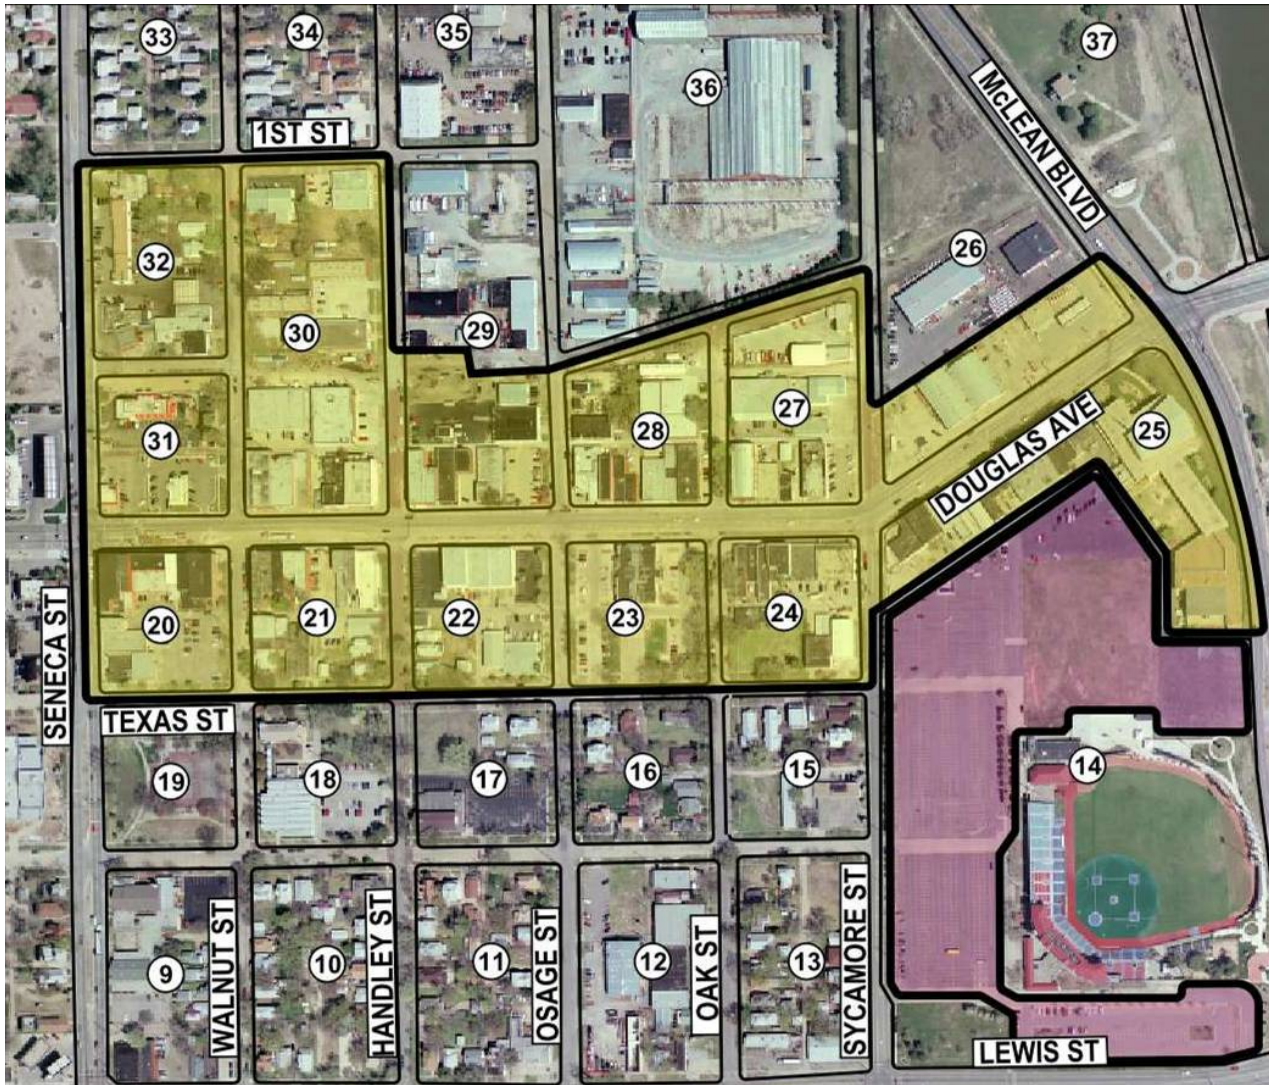 33
34
35
36
37
1ST ST
McLEAN BLVD
32
30
29
26
31
28
27
25
DOUGLAS AVE
20
21
22
23
24
SENECA ST
TEXAS ST
19
18
17
16
15
14
9
WALNUT ST
10
HANDLEY ST
11
OSAGE ST
12
OAK ST
13
SYCAMORE ST
LEWIS ST